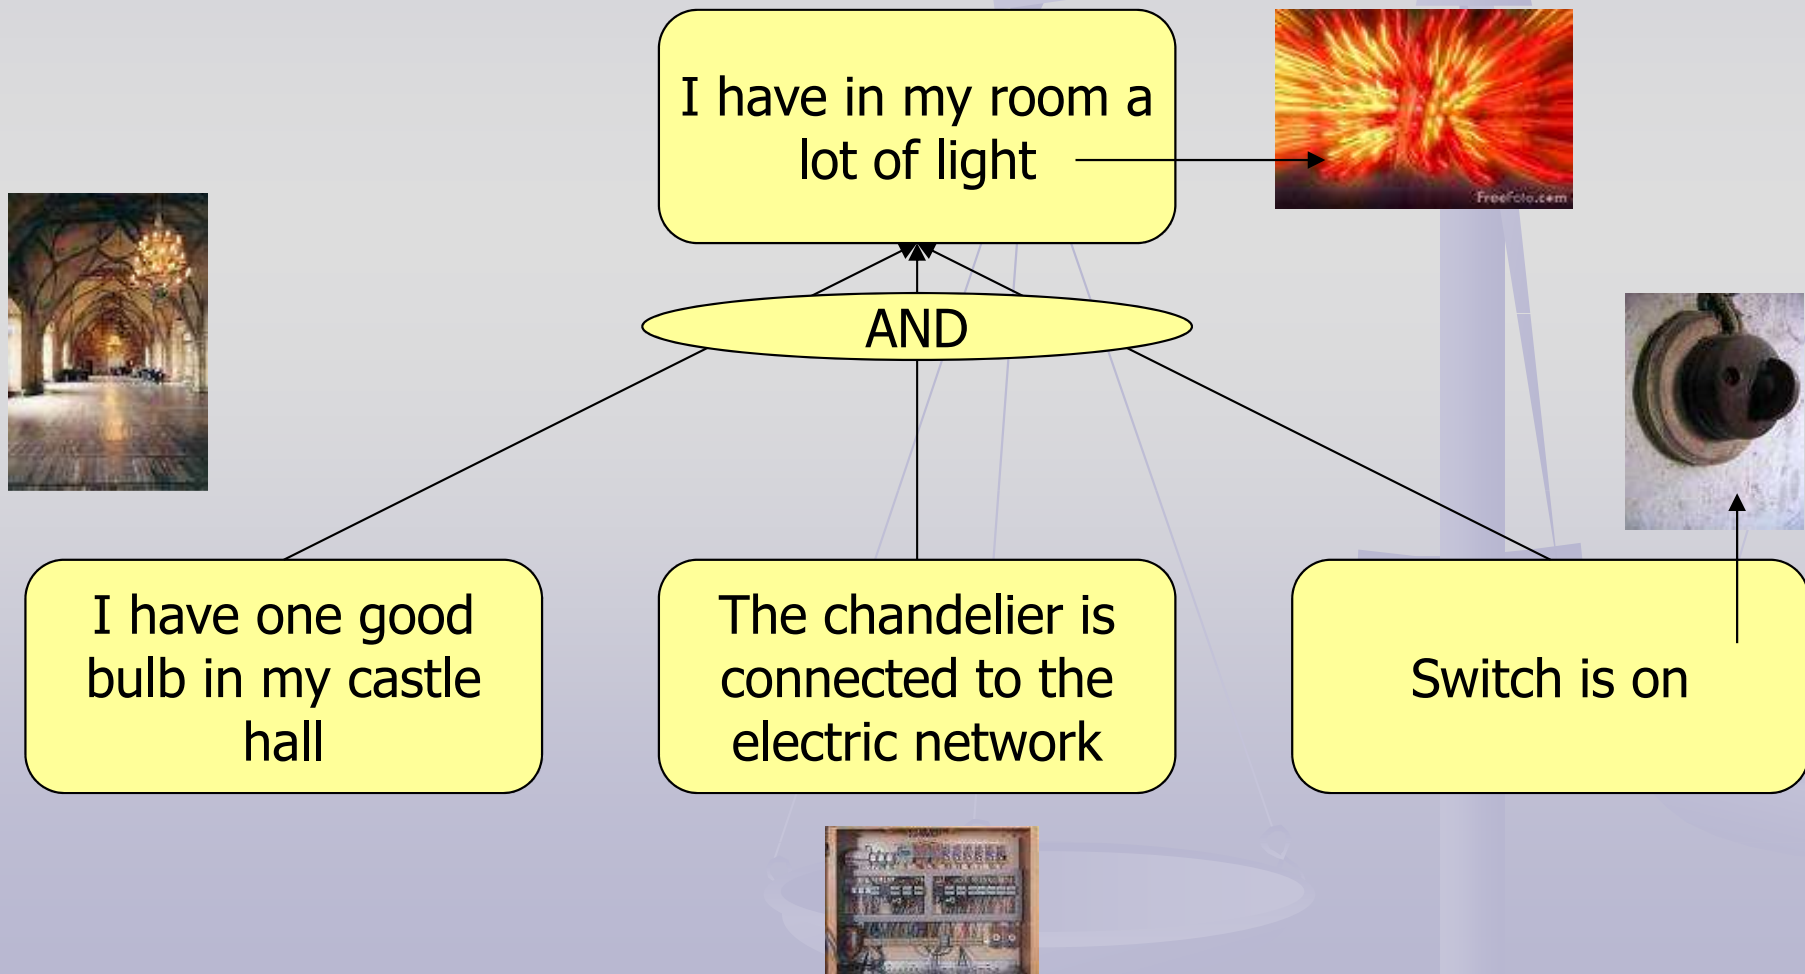 I have in my room a
lot of light
FreeFoto.com
AND
I have one good
bulb in my castle
hall
The chandelier is
connected to the
electric network
Switch is on